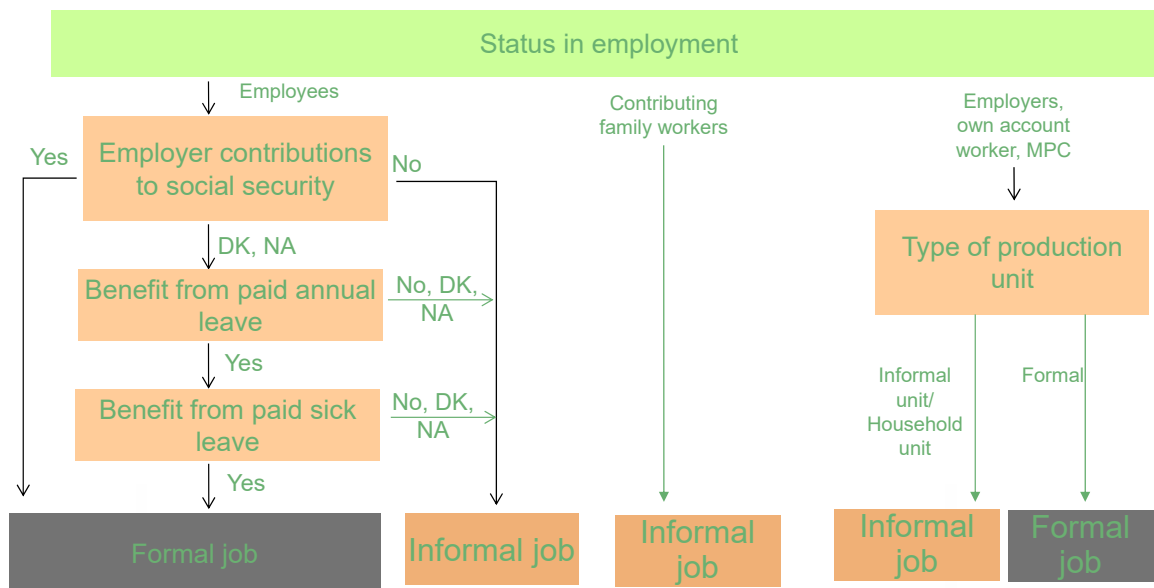 Status in employment
Employees
Contributing
family workers
Employers,
own account
worker, MPC
Yes
Employer contributions
to social security
No
DK, NA
Type of production
unit
Benefit from paid annual
leave
No, DK,
NA
Yes
Informal
unit/
Household
unit
Formal
Benefit from paid sick
leave
No, DK,
NA
Yes
Formal job
Informal job
Informal
job
Informal
job
Formal
job